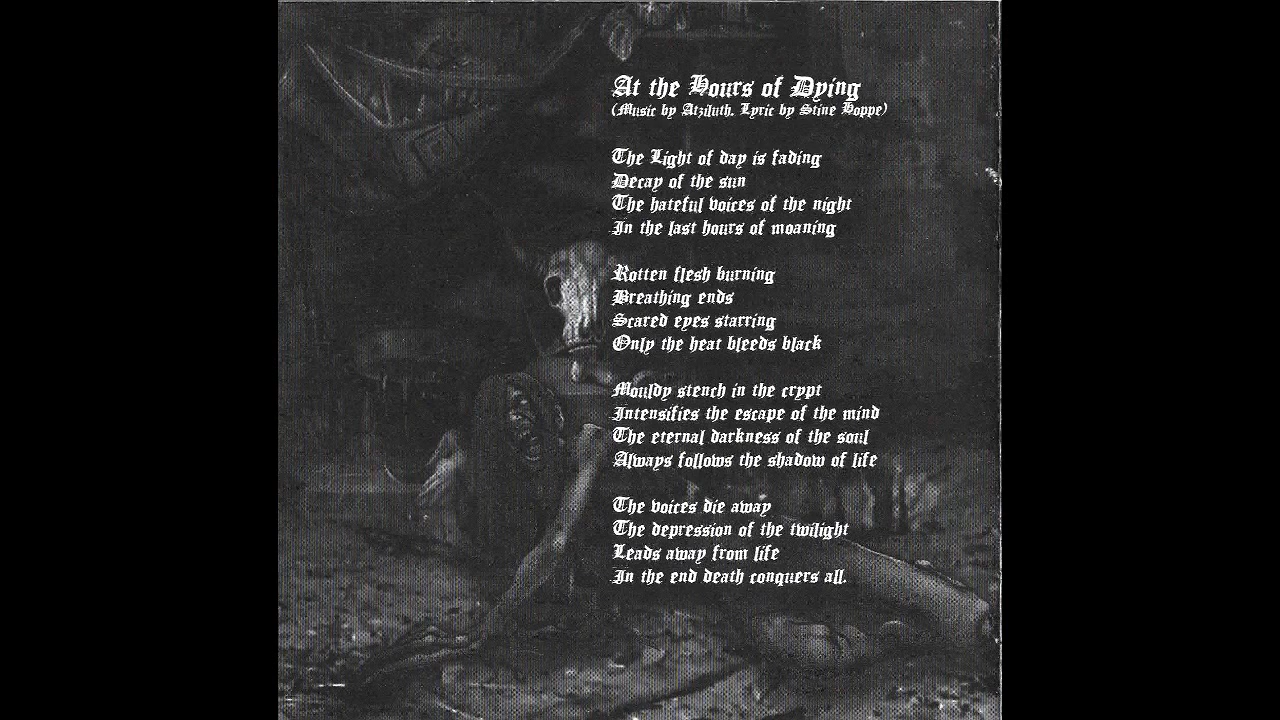 At the Hours of Dying
(Music by Atziluth. Lyric by Stine Hoppe)
The Light of day is fading
Decay of the sun
The hateful voices of the night
In the last hours of moaning
Rotten flesh burning
Breathing ends
Scared eyes starring
Only the heat bleeds black
Mouldy stench in the crypt
Intensifies the escape of the mind
The eternal darkness of the soul
Always follows the shadow of life
The voices die away
The depression of the twilight
Leads away from life
In the end death conquers all.